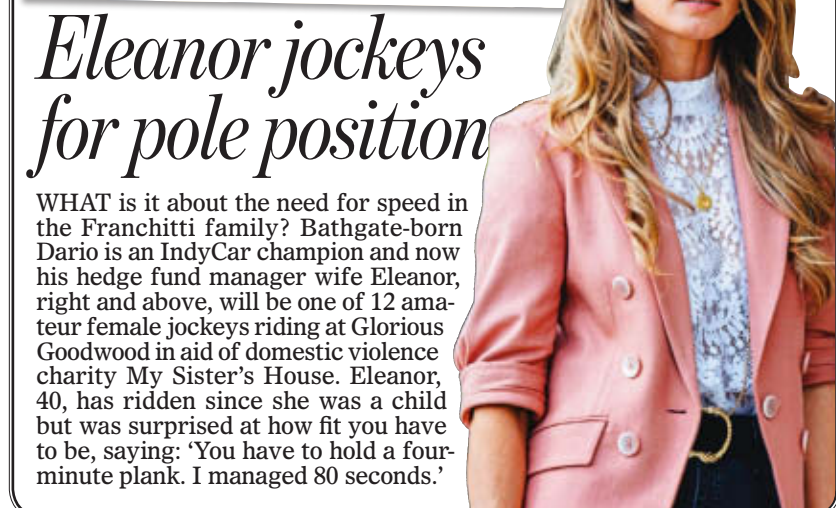 Eleanor jockeys
for pole position
WHAT is it about the need for speed in
the Franchitti family? Bathgate-born
Dario is an IndyCar champion and now
his hedge fund manager wife Eleanor,
right and above, will be one of 12 ama-
teur female jockeys riding at Glorious
Goodwood in aid of domestic violence
charity My Sister’s House. Eleanor,
40, has ridden since she was a child
but was surprised at how fit you have
to be, saying: ‘You have to hold a four-
minute plank. I managed 80 seconds.’